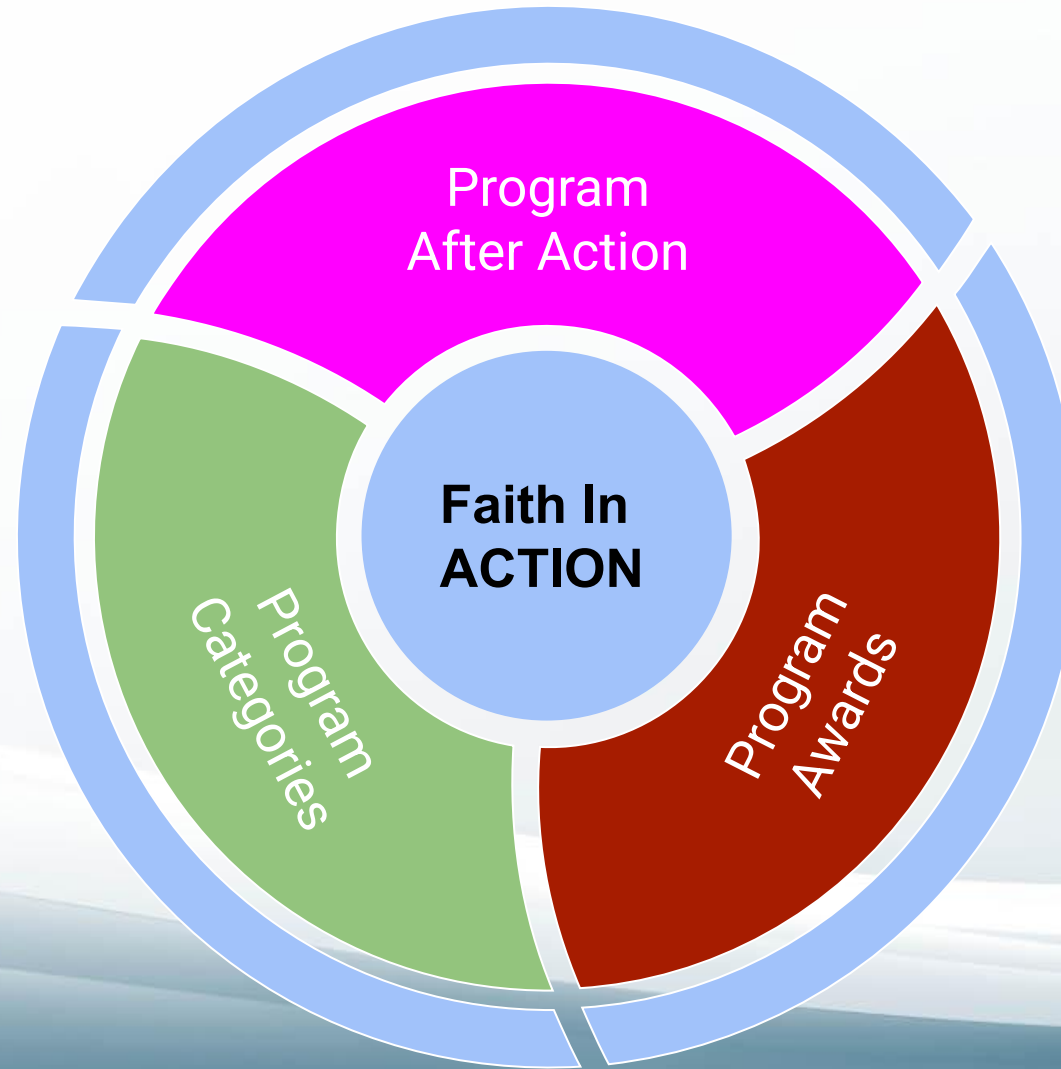 Program
After Action
Faith In
ACTION
Program
Categories
Program
Awards